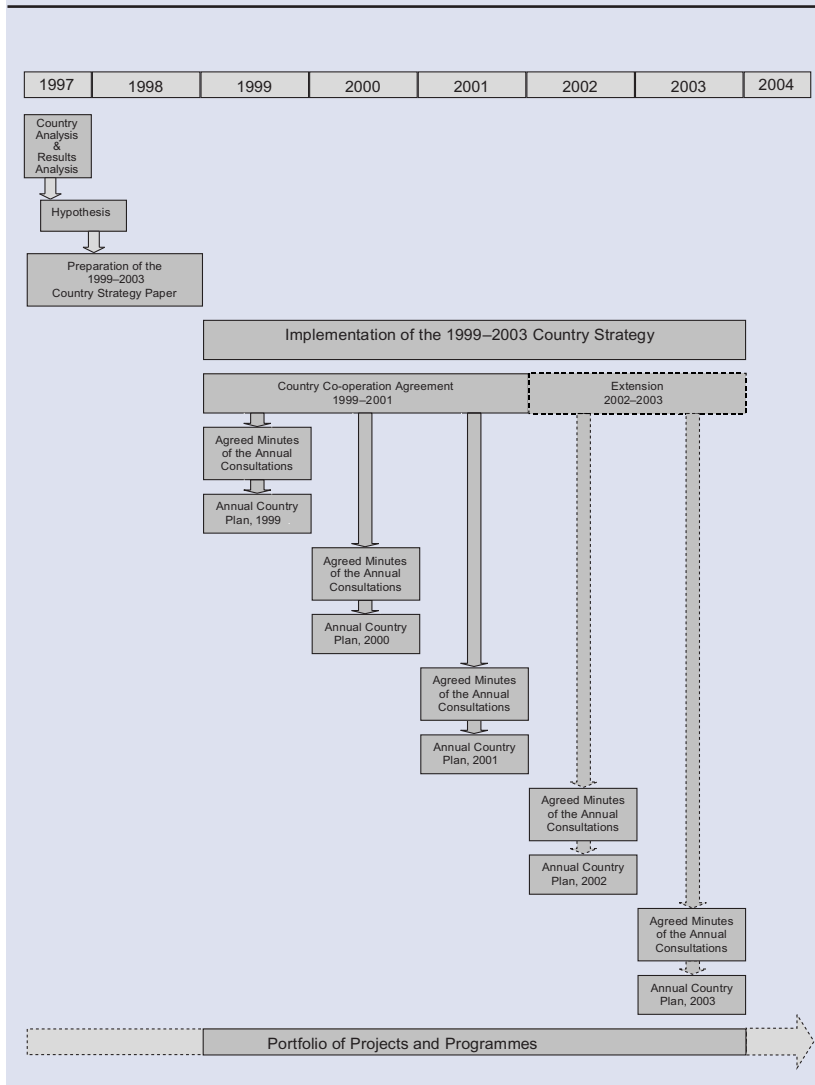 1997 1998 1999 2000 2001 2002 2003 2004
Country
Analysis
&
Results
Analysis
Hypothesis
Preparation of the
1999–2003
Country Strategy Paper
Implementation of the 1999–2003 Country Strategy
Country Co-operation Agreement
1999–2001
Extension
2002–2003
Agreed Minutes
of the Annual
Consultations
Annual Country
Plan, 1999
Agreed Minutes
of the Annual
Consultations
Annual Country
Plan, 2000
Agreed Minutes
of the Annual
Consultations
Annual Country
Plan, 2001
Agreed Minutes
of the Annual
Consultations
Annual Country
Plan, 2002
Agreed Minutes
of the Annual
Consultations
Annual Country
Plan, 2003
Portfolio of Projects and Programmes